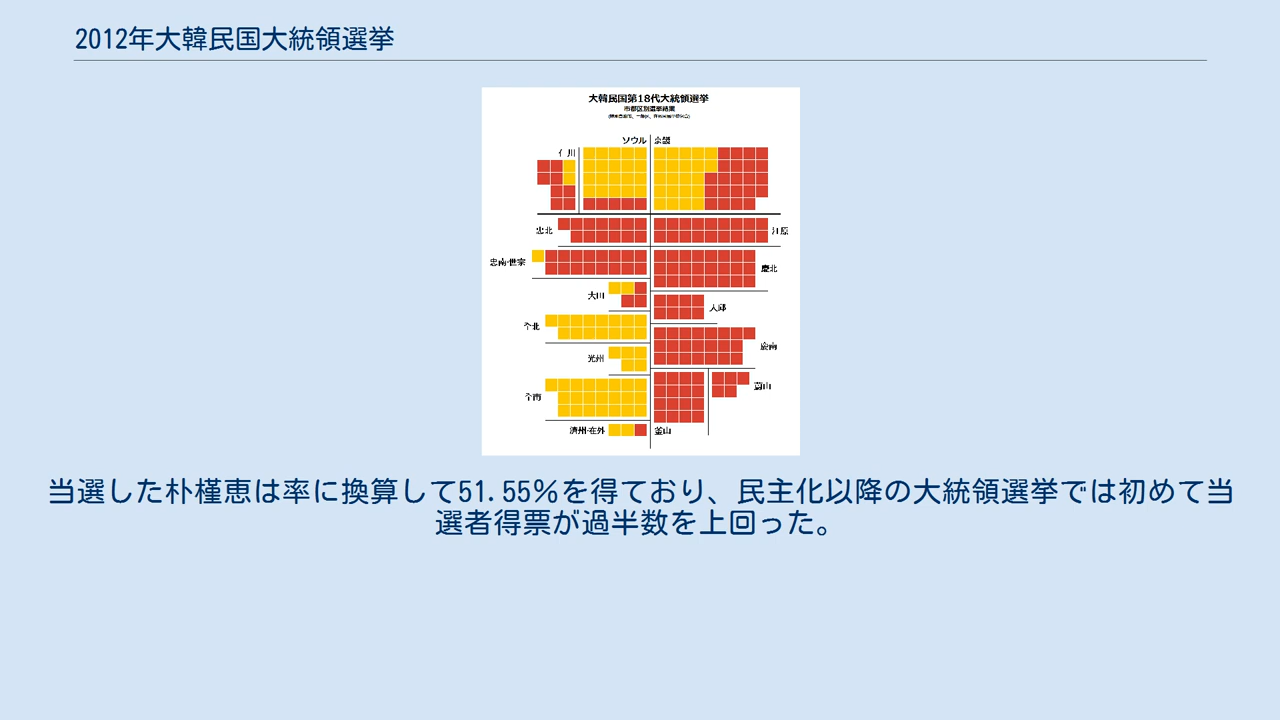 2012年大韓民国大統領選挙
大韓民国第18代大統領選挙
市郡区別選挙結果
ソウル
京畿
仁川
忠北
江原
忠南·世宗
慶北
大田
大邱
全北
慶南
光州
蔚山
全南
済州·在外
釜山
当選した朴槿恵は率に換算して51.55％を得ており、民主化以降の大統領選挙では初めて当
選者得票が過半数を上回った。